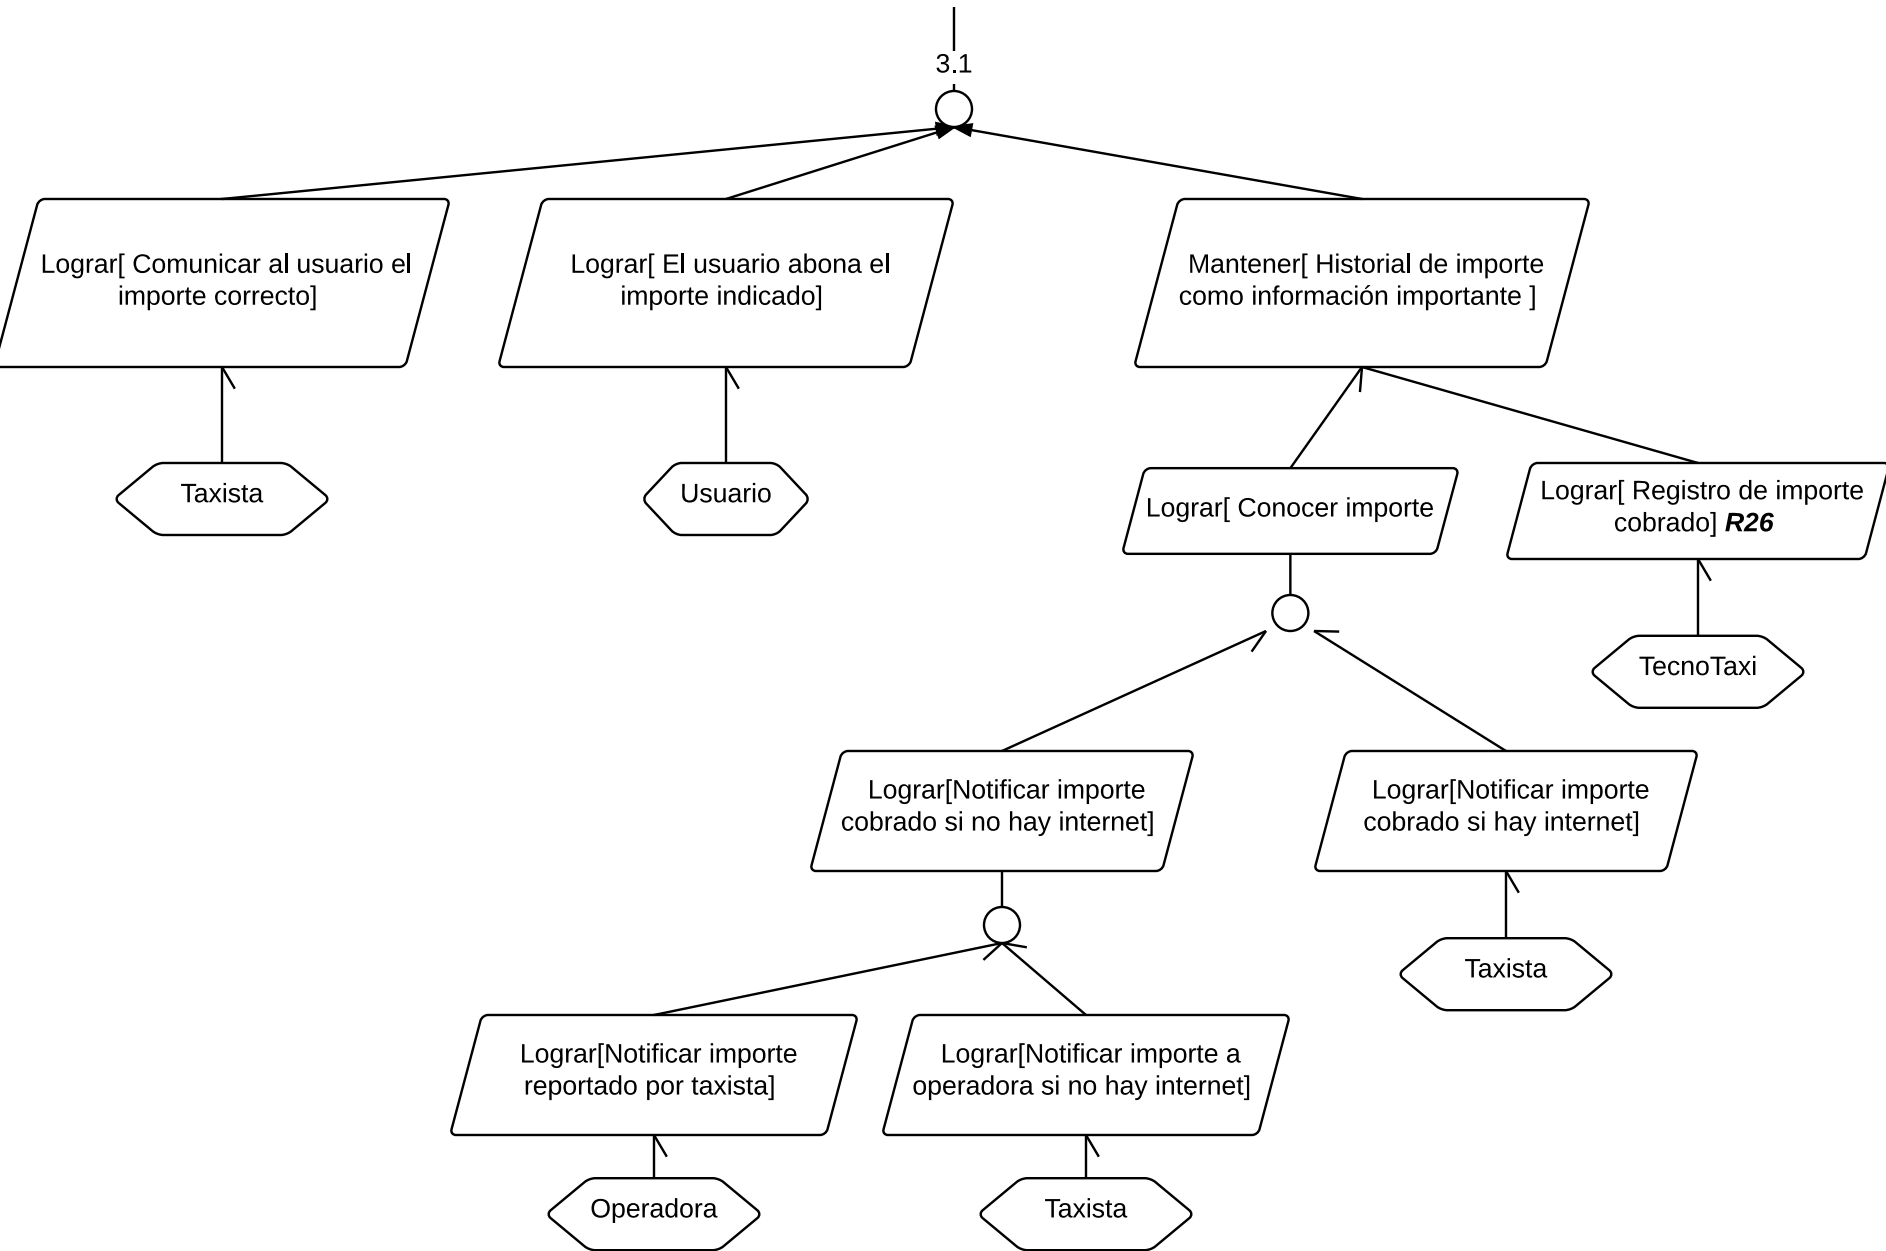 3.1
Lograr[ Comunicar al usuario el
importe correcto]
Lograr[ El usuario abona el
importe indicado]
Mantener[ Historial de importe
como información importante ]
Taxista
Usuario
Lograr[ Conocer importe
Lograr[ Registro de importe
cobrado] R26
TecnoTaxi
Lograr[Notificar importe
cobrado si no hay internet]
Lograr[Notificar importe
cobrado si hay internet]
Taxista
Lograr[Notificar importe
reportado por taxista]
Lograr[Notificar importe a
operadora si no hay internet]
Operadora
Taxista